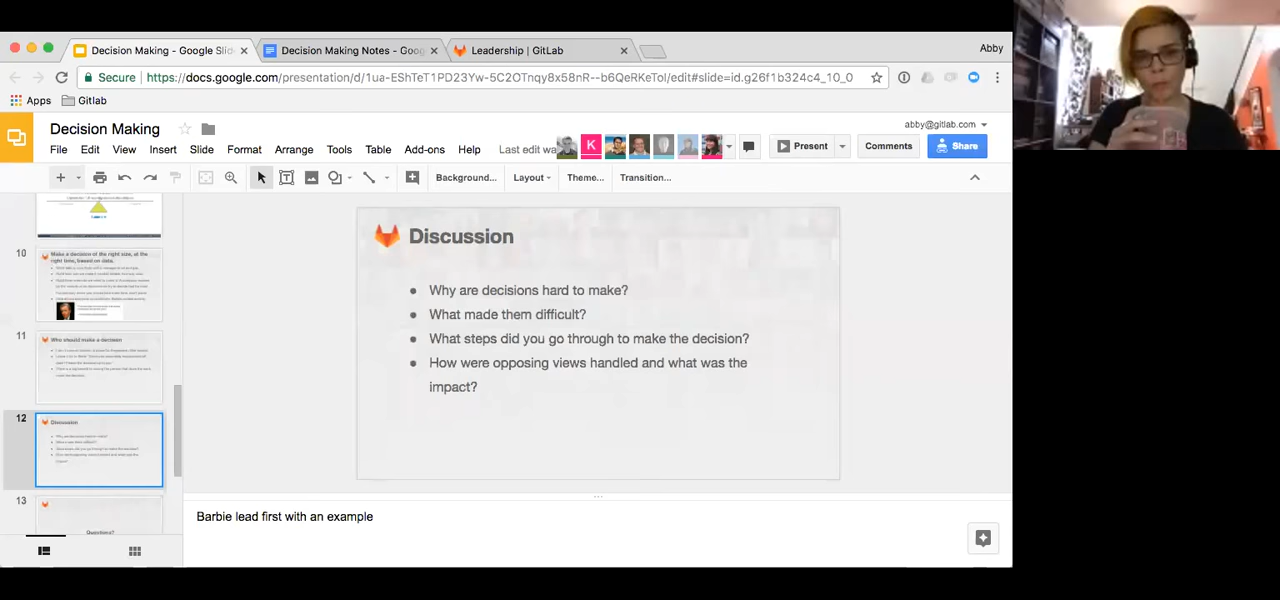 Decision Making - Google Slid
Decision Making Notes - Goog
Leadership | GitLab
Abby
Secure
https://docs.google.com/presentation/d/1ua-EShTeT1PD23Yw-5C2OTnqy8x58nR--b6QeRKeTol/edit#slide=id.g26f1b324c4_10_0
Apps
Gitlab
Decision Making
abby@gitlab.com
File Edit View Insert Slide Format Arrange Tools Table Add-ons Help
Last edit wa
K
Present
Comments
Share
Background...
Layout
Theme...
Transition...
10
Make a decision of the right size, at the
right time, based on data.
11
Who should make a decision
12
Discussion
13
Questions?
Discussion
Why are decisions hard to make?
What made them difficult?
What steps did you go through to make the decision?
How were opposing views handled and what was the
impact?
Barbie lead first with an example